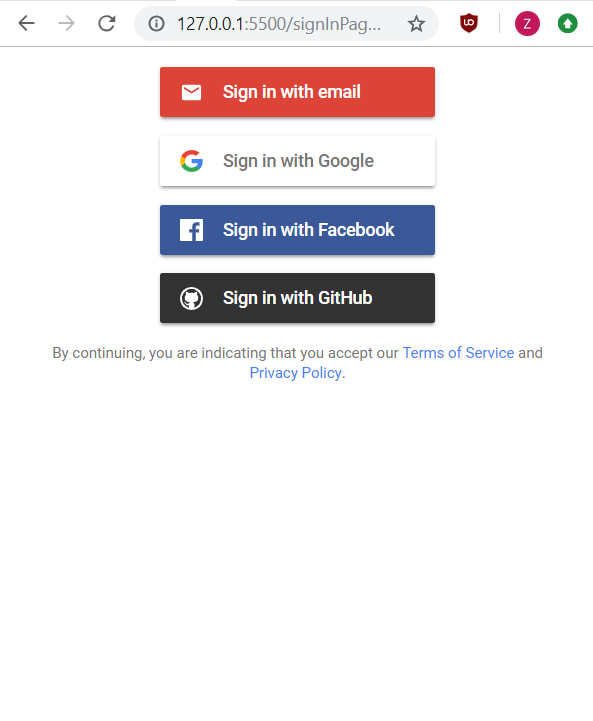 127.0.0.1:5500/signInPag...
Z
Sign in with email
Sign in with Google
Sign in with Facebook
Sign in with GitHub
By continuing, you are indicating that you accept our Terms of Service and
Privacy Policy.